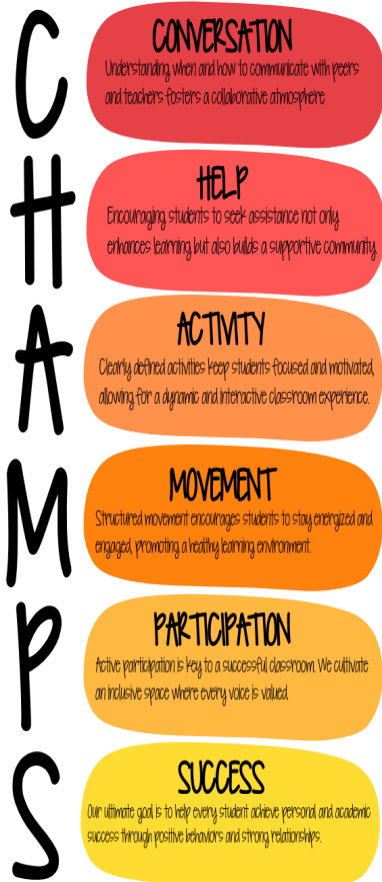 C
CONVERSATION
Understanding when and how to communicate with peers
and teachers fosters a collaborative atmosphere
H
HELP
Encouraging students to seek assistance not only
enhances learning but also builds a supportive community.
A
ACTIVITY
Clearly defined activities keep students focused and motivated,
allowing for a dynamic and interactive classroom experience.
M
MOVEMENT
Structured movement encourages students to stay energized and
engaged, promoting a healthy learning environment.
P
PARTICIPATION
Active participation is key to a successful classroom. We cultivate
an inclusive space where every voice is valued
S
SUCCESS
Our ultimate goal is to help every student achieve personal and academic
success through positive behaviors and strong relationships.